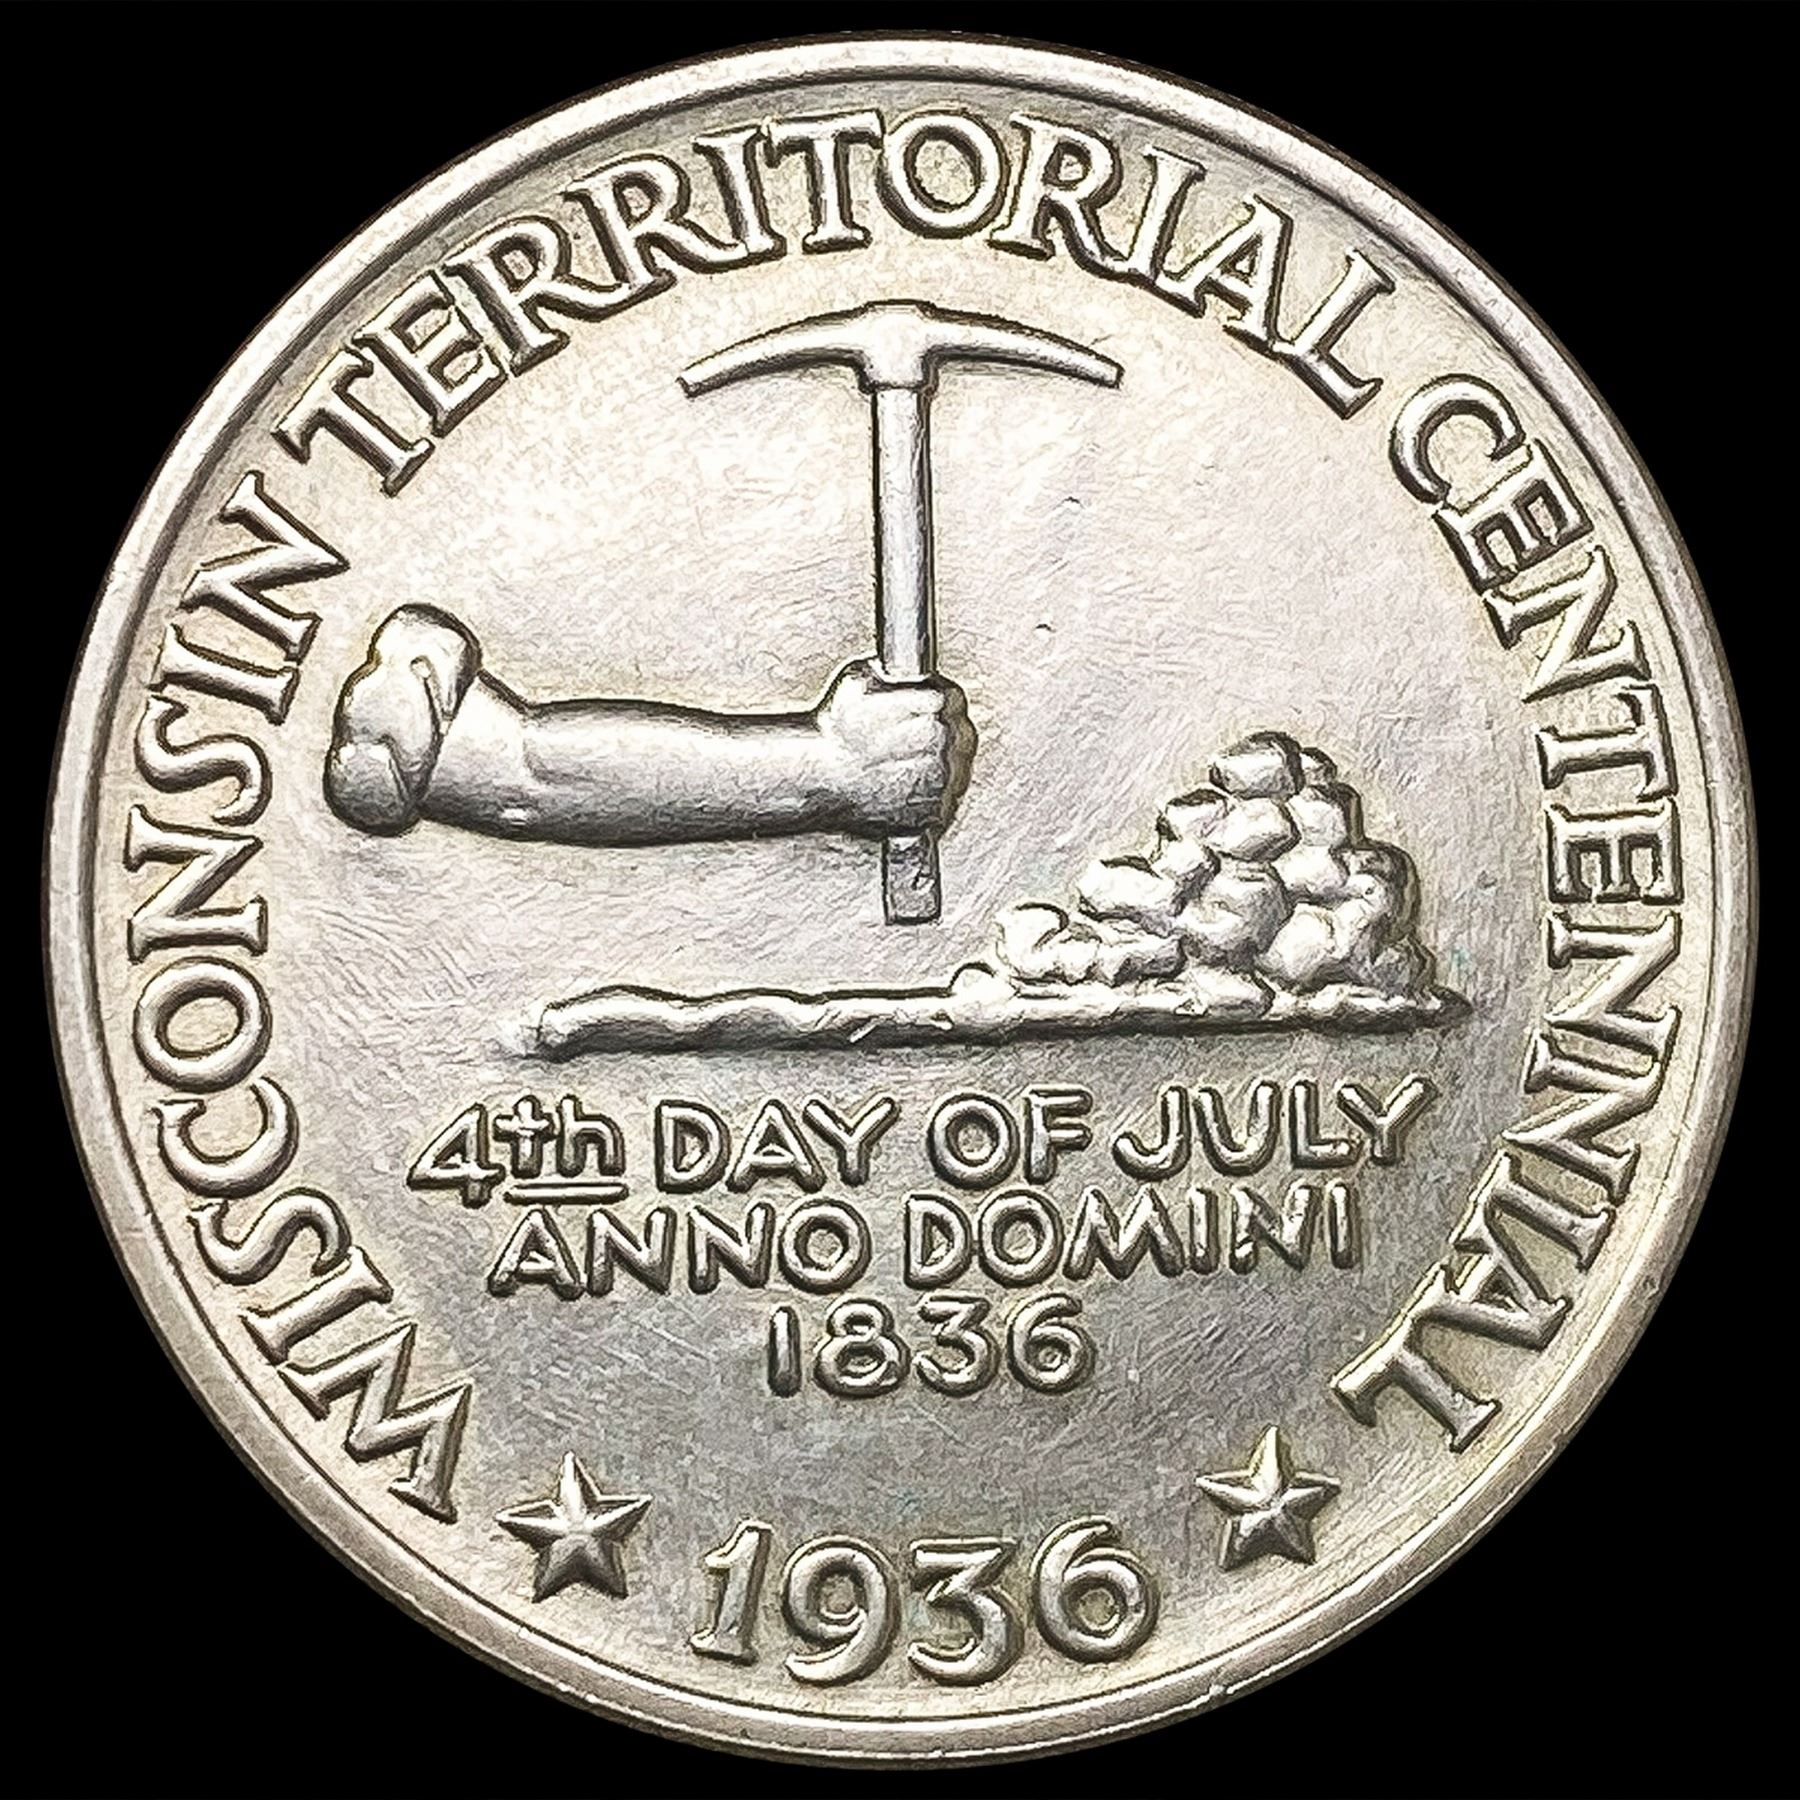 WISCONSIN TERRITORIAL CENTENNIAL
4th DAY OF JULY
ANNO DOMINI
1836
1936